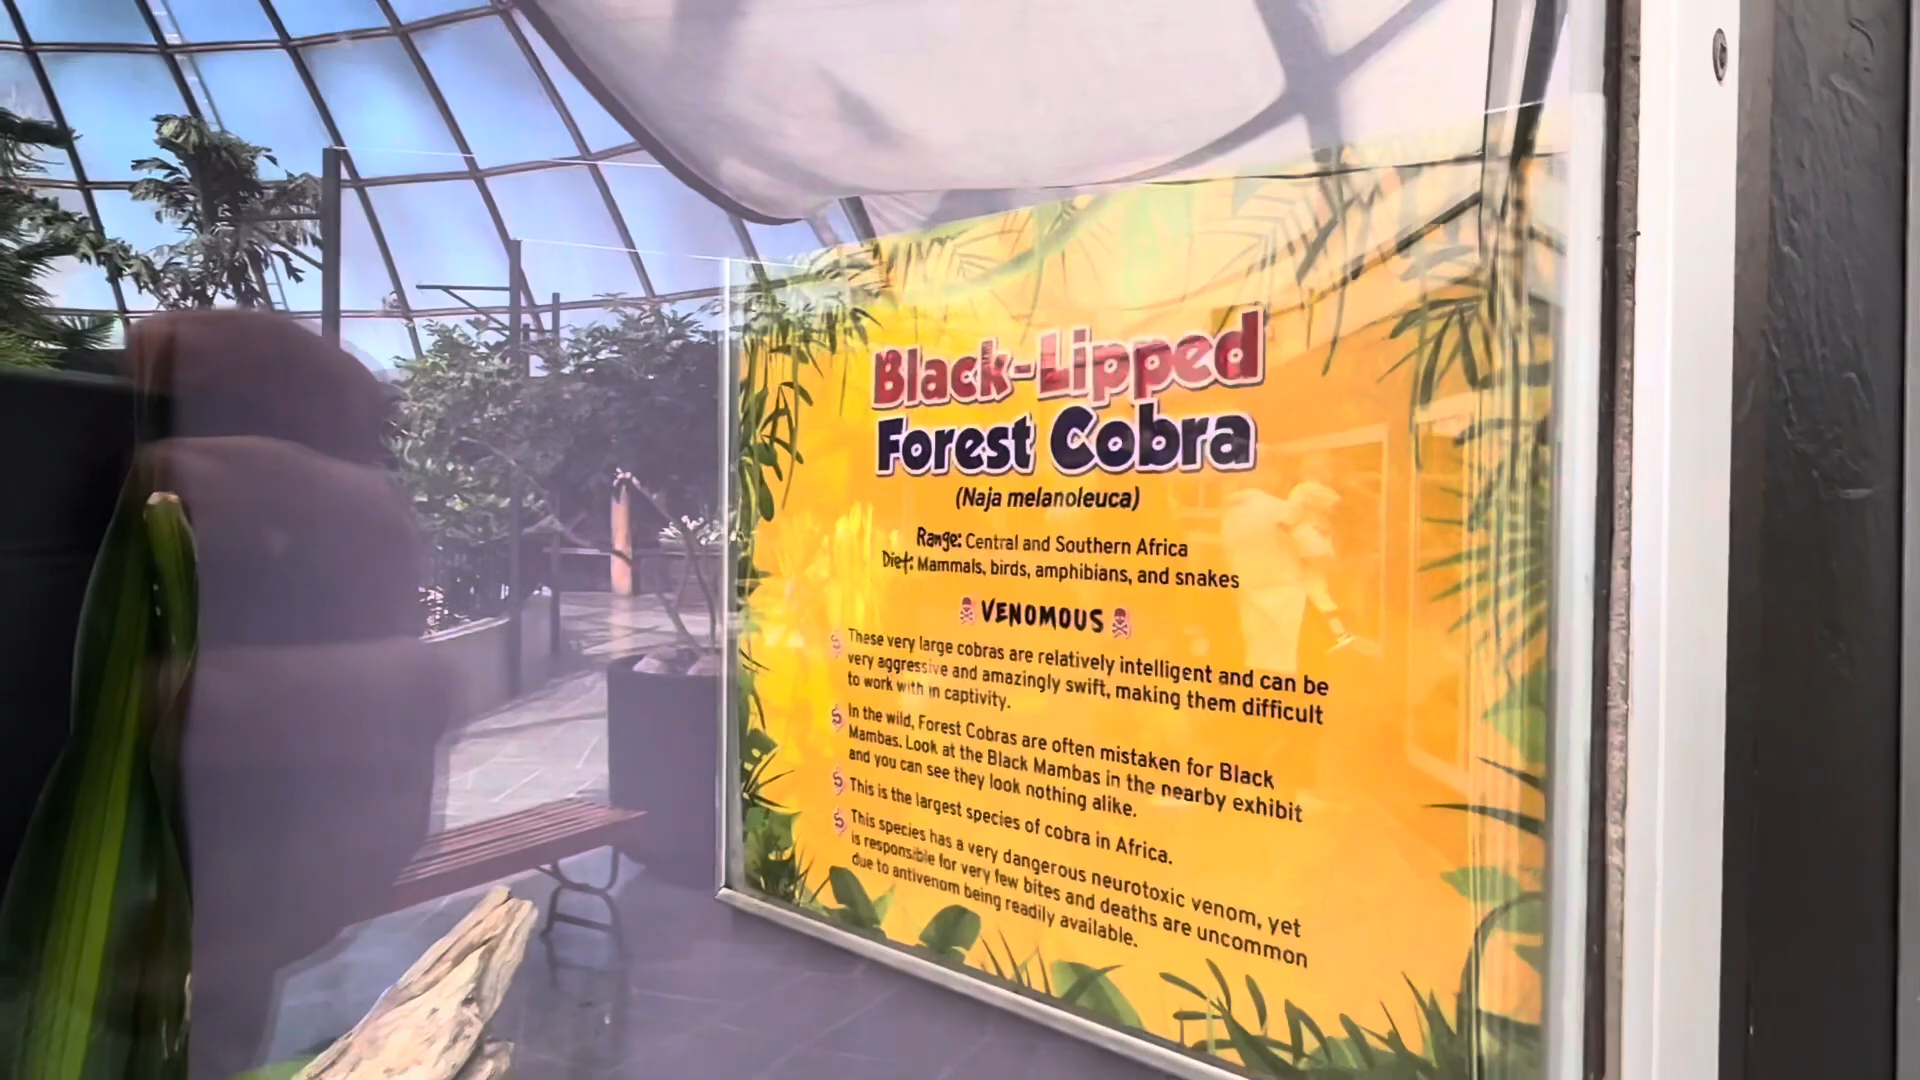 Black-Lipped
Forest Cobra
(Naja melanoleuca)
Range: Central and Southern Africa
Diet: Mammals, birds, amphibians, and snakes
VENOMOUS
These very large cobras are relatively intelligent and can be
very aggressive and amazingly swift, making them difficult
to work with in captivity.
In the wild, Forest Cobras are often mistaken for Black
Mambas. Look at the Black Mambas in the nearby exhibit
and you can see they look nothing alike.
This is the largest species of cobra in Africa.
This species has a very dangerous neurotoxic venom, yet
is responsible for very few bites and deaths are uncommon
due to antivenom being readily available.